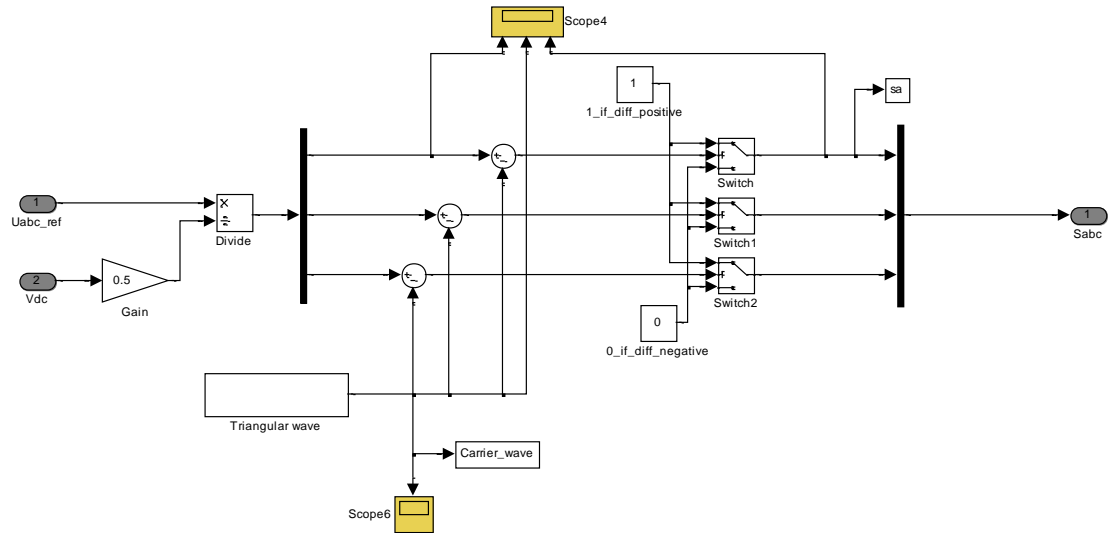 Scope4
1
1_if_diff_positive
sa
Switch
1
Uabc_ref
Divide
Switch1
1
Sabc
2
Vdc
0.5
Gain
Switch2
0
0_if_diff_negative
Triangular wave
Carrier_wave
Scope6